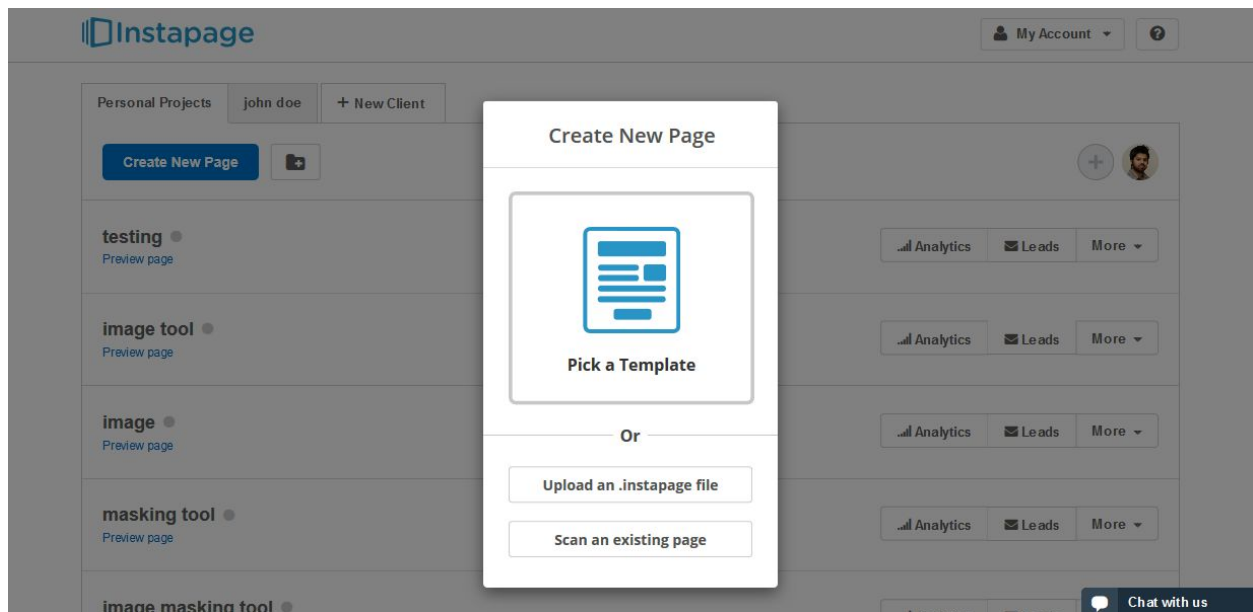 Instapage
My Account
Personal Projects
john doe
+ New Client
Create New Page
testing
Preview page
Analytics
Leads
More
image tool
Preview page
Analytics
Leads
More
image
Preview page
Analytics
Leads
More
masking tool
Preview page
Analytics
Leads
More
image masking tool
Create New Page
Pick a Template
Or
Upload an .instapage file
Scan an existing page
Chat with us